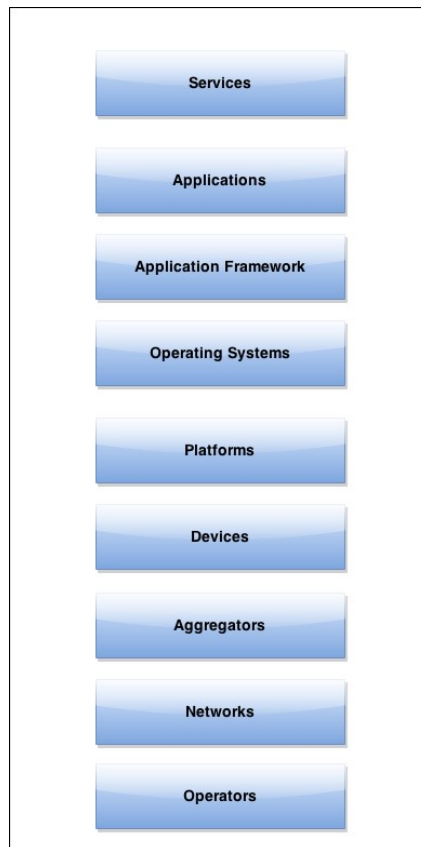 Services
Applications
Application Framework
Operating Systems
Platforms
Devices
Aggregators
Networks
Operators